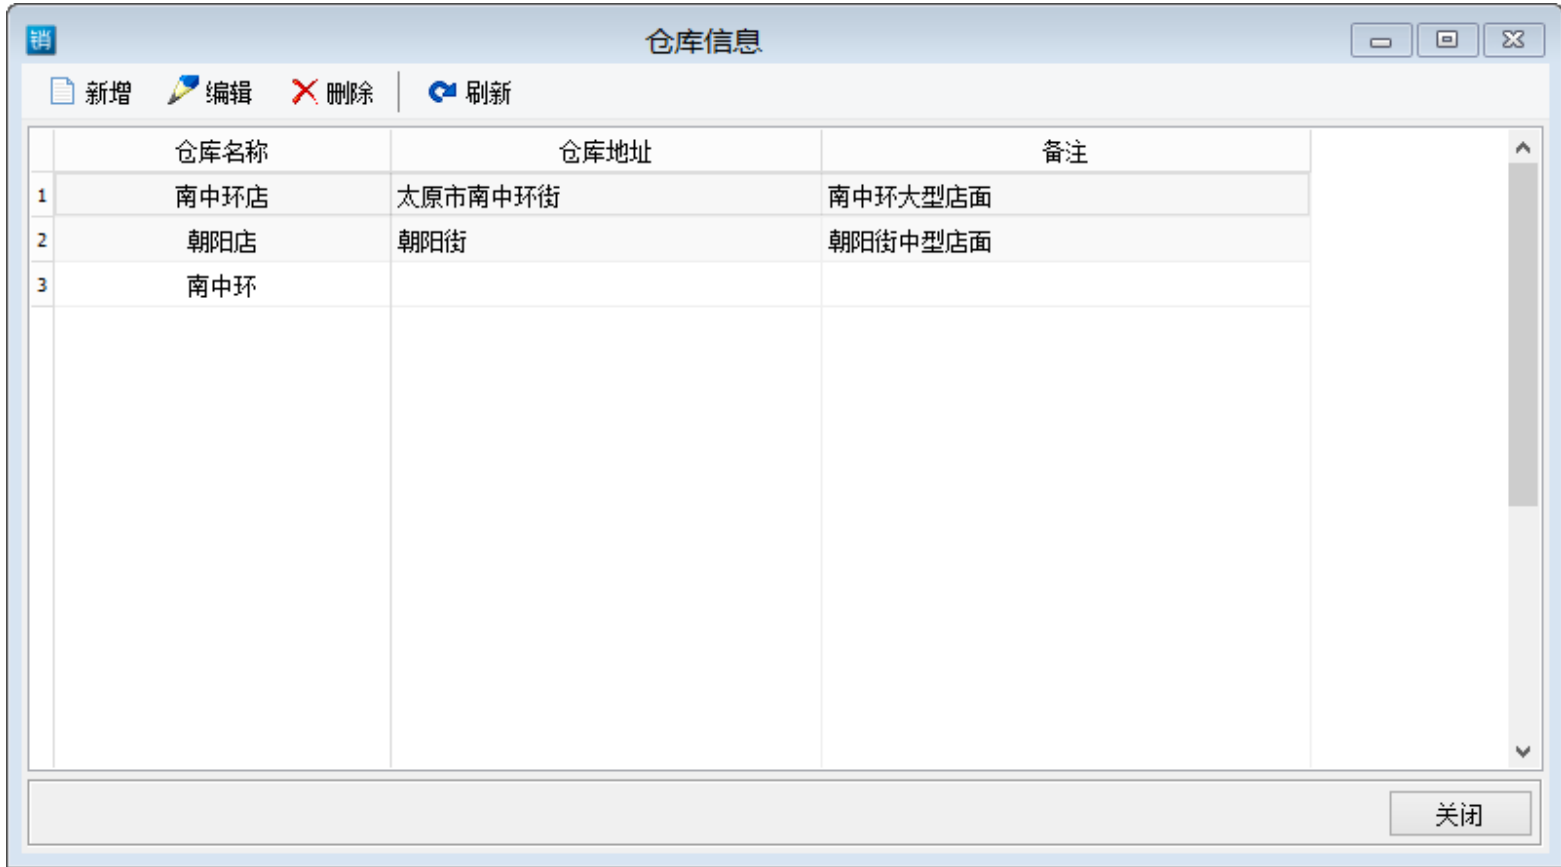 销 仓库信息
新增 编辑 删除 刷新
仓库名称 仓库地址 备注
1 南中环店 太原市南中环街 南中环大型店面
2 朝阳店 朝阳街 朝阳街中型店面
3 南中环
关闭